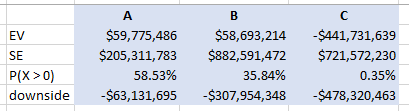 A B C
EV $59,775,486 $58,693,214 -$441,731,639
SE $205,311,783 $882,591,472 $721,572,230
P(X > 0) 58.53% 35.84% 0.35%
downside -$63,131,695 -$307,954,348 -$478,320,463